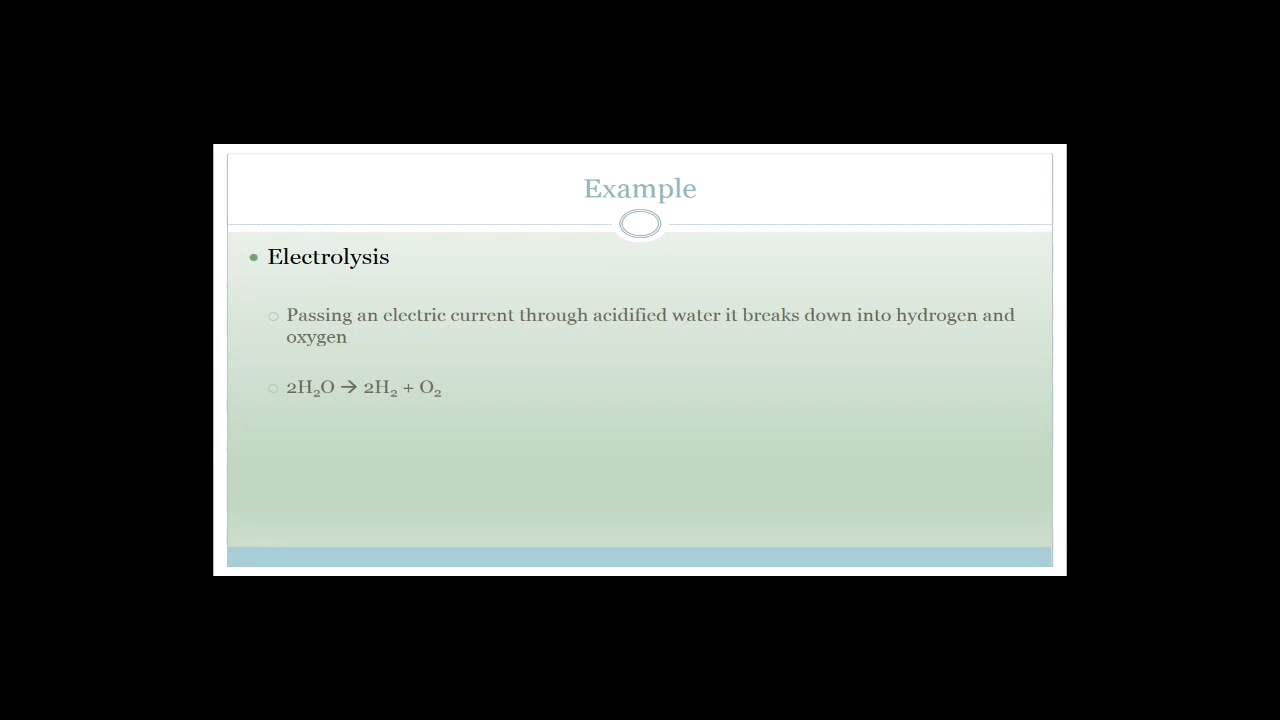 Example
• Electrolysis
○ Passing an electric current through acidified water it breaks down into hydrogen and
oxygen
○ 2H₂O → 2H₂ + O₂